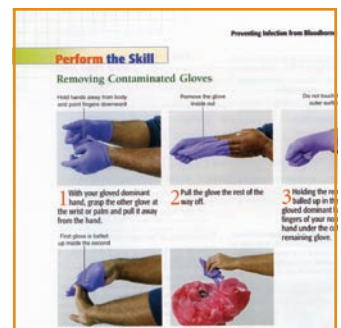 Preventing Infection from Bloodborne
Perform the Skill
Removing Contaminated Gloves
Hold hands away from body
and point fingers downward
Remove the glove
inside out
Do not touch
outer surf
1 With your gloved dominant
hand, grasp the other glove at
the wrist or palm and pull it away
from the hand.
2 Pull the glove the rest of the
way off.
3 Holding the re
balled up in th
gloved dominant h
fingers of your no
hand under the cu
remaining glove.
First glove is balled
up inside the second